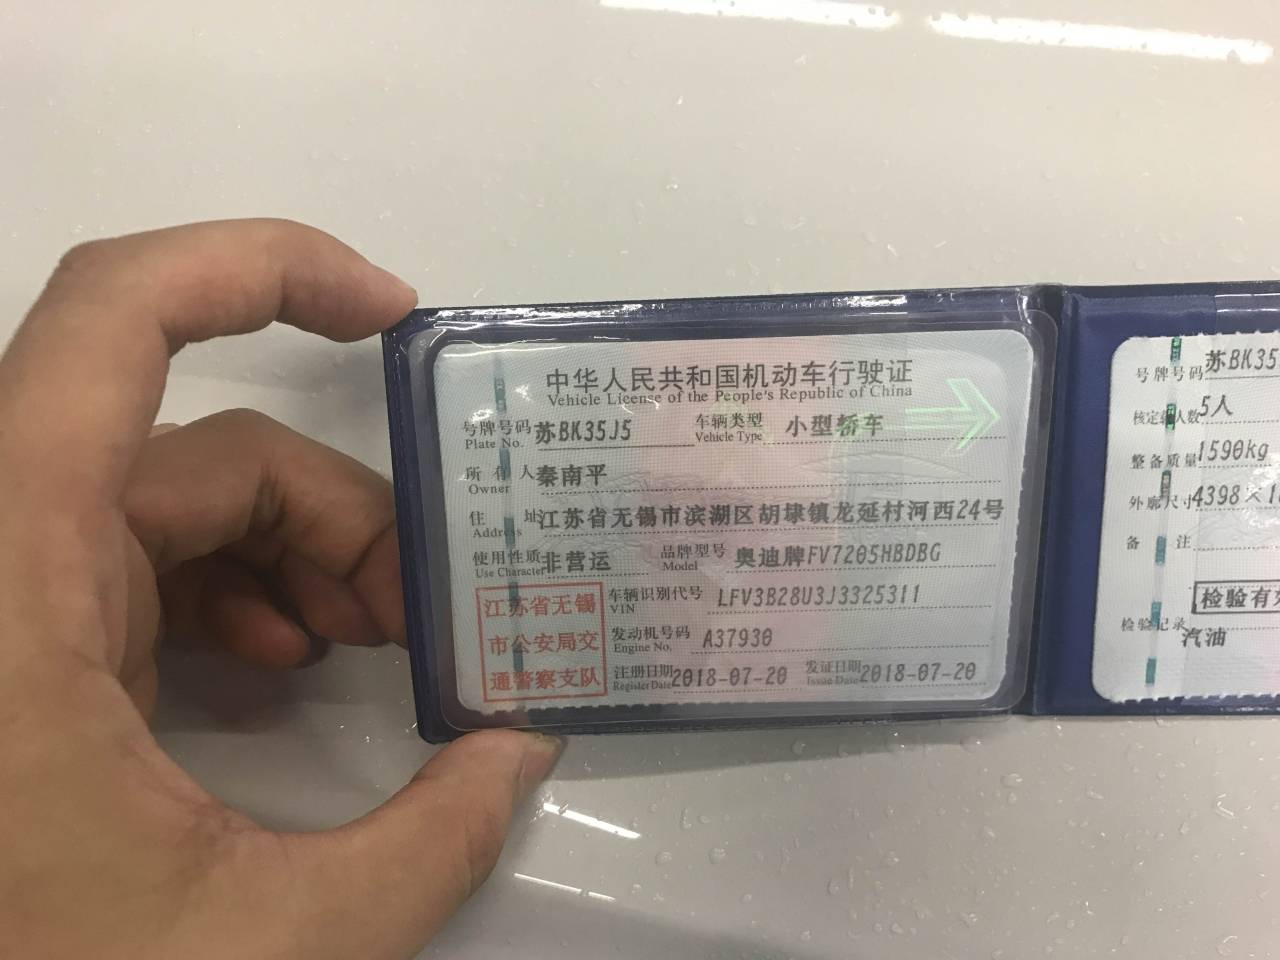 中华人民共和国机动车行驶证
Vehicle License of the People's Republic of China
号牌号码 苏BK35J5 车辆类型 小型轿车
Plate No. Vehicle Type
所有人 秦南平
Owner
住址 江苏省无锡市滨湖区胡埭镇龙延村河西24号
Address
使用性质 非营运 品牌型号 奥迪牌FV7205HBDBG
Use Character Model
江苏省无锡
市公安局交
通警察支队
车辆识别代号 LFV3B28U3J3325311
VIN
发动机号码 A37930
Engine No.
注册日期 2018-07-20 发证日期 2018-07-20
Register Date Issue Date
号牌号码 苏BK35
核定载人数 5人
整备质量 1590kg
外廓尺寸 4398×1
备注
检验有
检验记录
汽油